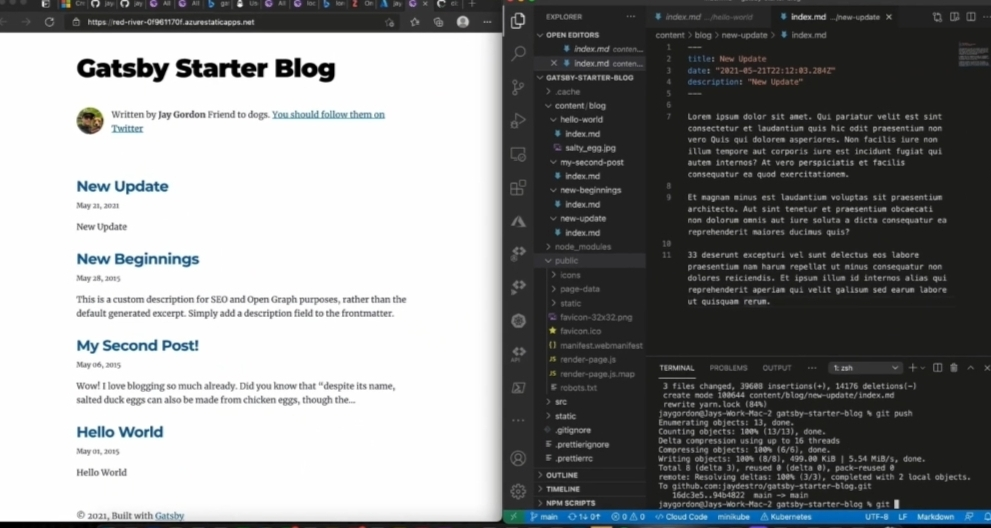 https://red-river-0f961170f.azurestaticapps.net
Gatsby Starter Blog
Written by Jay Gordon Friend to dogs. You should follow them on
Twitter
New Update
May 21, 2021
New Update
New Beginnings
May 28, 2015
This is a custom description for SEO and Open Graph purposes, rather than the
default generated excerpt. Simply add a description field to the frontmatter.
My Second Post!
May 06, 2015
Wow! I love blogging so much already. Did you know that “despite its name,
salted duck eggs can also be made from chicken eggs, though the...
Hello World
May 01, 2015
Hello World
© 2021, Built with Gatsby
EXPLORER
OPEN EDITORS
index.md conten...
index.md conten...
GATSBY-STARTER-BLOG
.cache
content/blog
hello-world
index.md
salty_egg.jpg
my-second-post
index.md
new-beginnings
index.md
new-update
index.md
node_modules
public
icons
page-data
static
favicon-32x32.png
favicon.ico
manifest.webmanifest
render-page.js
render-page.js.map
robots.txt
src
static
.gitignore
.prettierignore
.prettierrc
OUTLINE
TIMELINE
NPM SCRIPTS
index.md .../hello-world
index.md .../new-update
content > blog > new-update > index.md
1 ---
2 title: New Update
3 date: "2021-05-21T22:12:03.284Z"
4 description: "New Update"
5 ---
6
7 Lorem ipsum dolor sit amet. Qui pariatur velit est sint
consectetur et laudantium quis hic odit praesentium non
vero Quis qui dolorem asperiores. Non facilis iure non
illum tempore aut corporis iure est incidunt fugiat qui
autem internos? At vero perspiciatis et facilis
consequatur ea quod exercitationem.
8
9 Et magnam minus est laudantium voluptas sit praesentium
architecto. Aut sint tenetur et praesentium obcaecati
non dolorum omnis aut iure soluta a dicta consequatur ea
reprehenderit maiores ducimus quis?
10
11 33 deserunt excepturi vel sunt delectus eos labore
praesentium nam harum repellat ut minus consequatur non
dolores reiciendis. Et ipsum illum id internos alias qui
reprehenderit aperiam qui velit galisum sed earum labore
ut quisquam rerum.
TERMINAL PROBLEMS OUTPUT ... 1: zsh
3 files changed, 39608 insertions(+), 14176 deletions(-)
create mode 100644 content/blog/new-update/index.md
rewrite yarn.lock (84%)
jaygordon@Jays-Work-Mac-2 gatsby-starter-blog % git push
Enumerating objects: 13, done.
Counting objects: 100% (13/13), done.
Delta compression using up to 16 threads
Compressing objects: 100% (6/6), done.
Writing objects: 100% (8/8), 499.00 KiB | 5.54 MiB/s, done.
Total 8 (delta 3), reused 0 (delta 0), pack-reused 0
remote: Resolving deltas: 100% (3/3), completed with 2 local objects.
To github.com:jaydestro/gatsby-starter-blog.git
16dc3e5..94b4822 main -> main
jaygordon@Jays-Work-Mac-2 gatsby-starter-blog % git
main 0 0 Cloud Code minikube Kubernetes UTF-8 LF Markdown